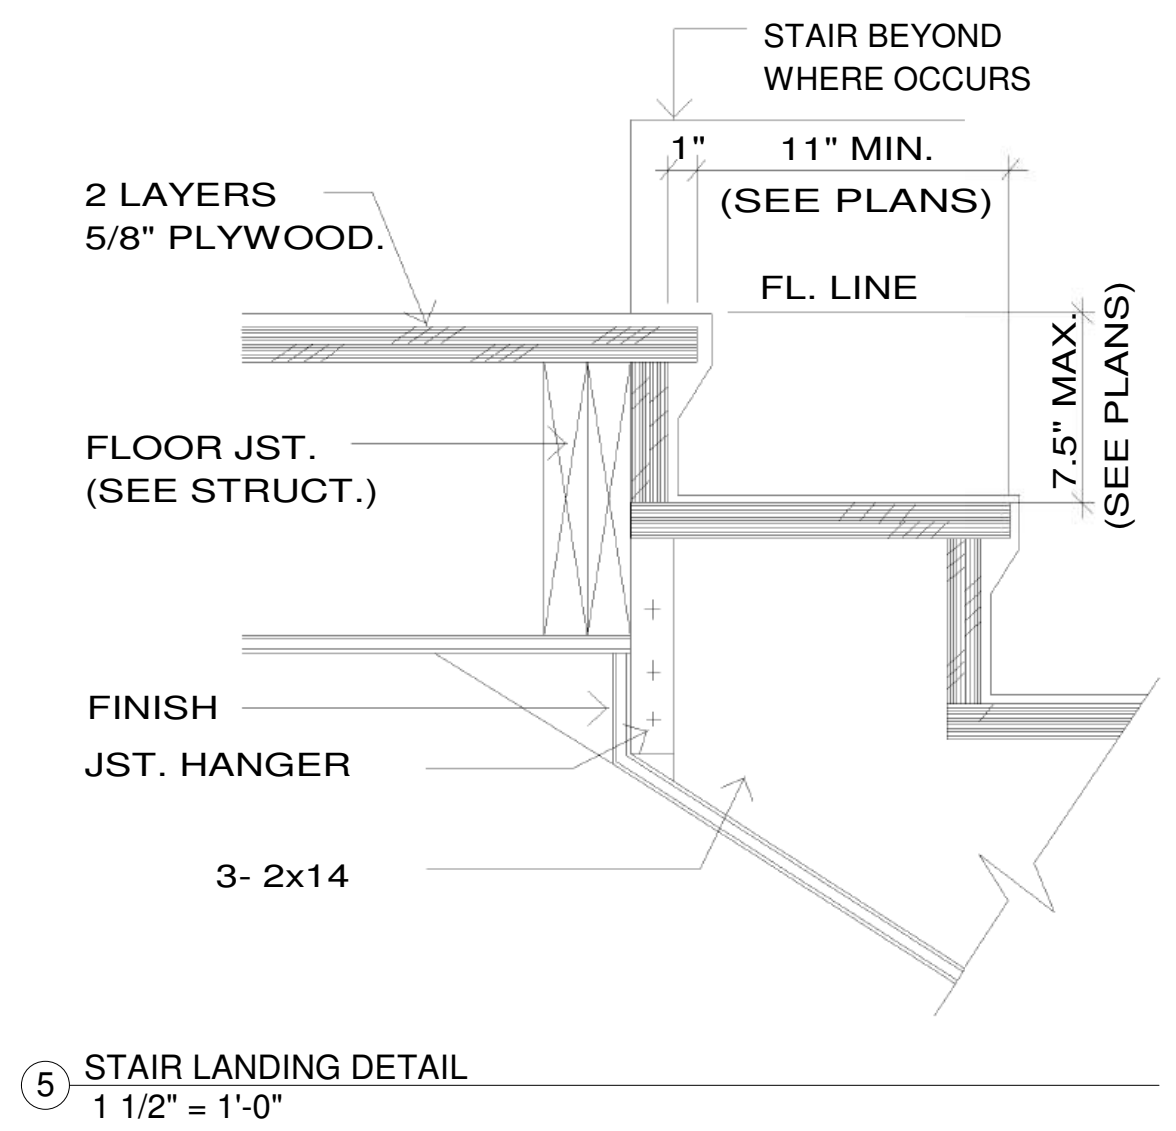 STAIR BEYOND
WHERE OCCURS
1"
11" MIN.
(SEE PLANS)
2 LAYERS
5/8" PLYWOOD.
FL. LINE
7.5" MAX.
(SEE PLANS)
FLOOR JST.
(SEE STRUCT.)
FINISH
JST. HANGER
3- 2x14
5
STAIR LANDING DETAIL
1 1/2" = 1'-0"